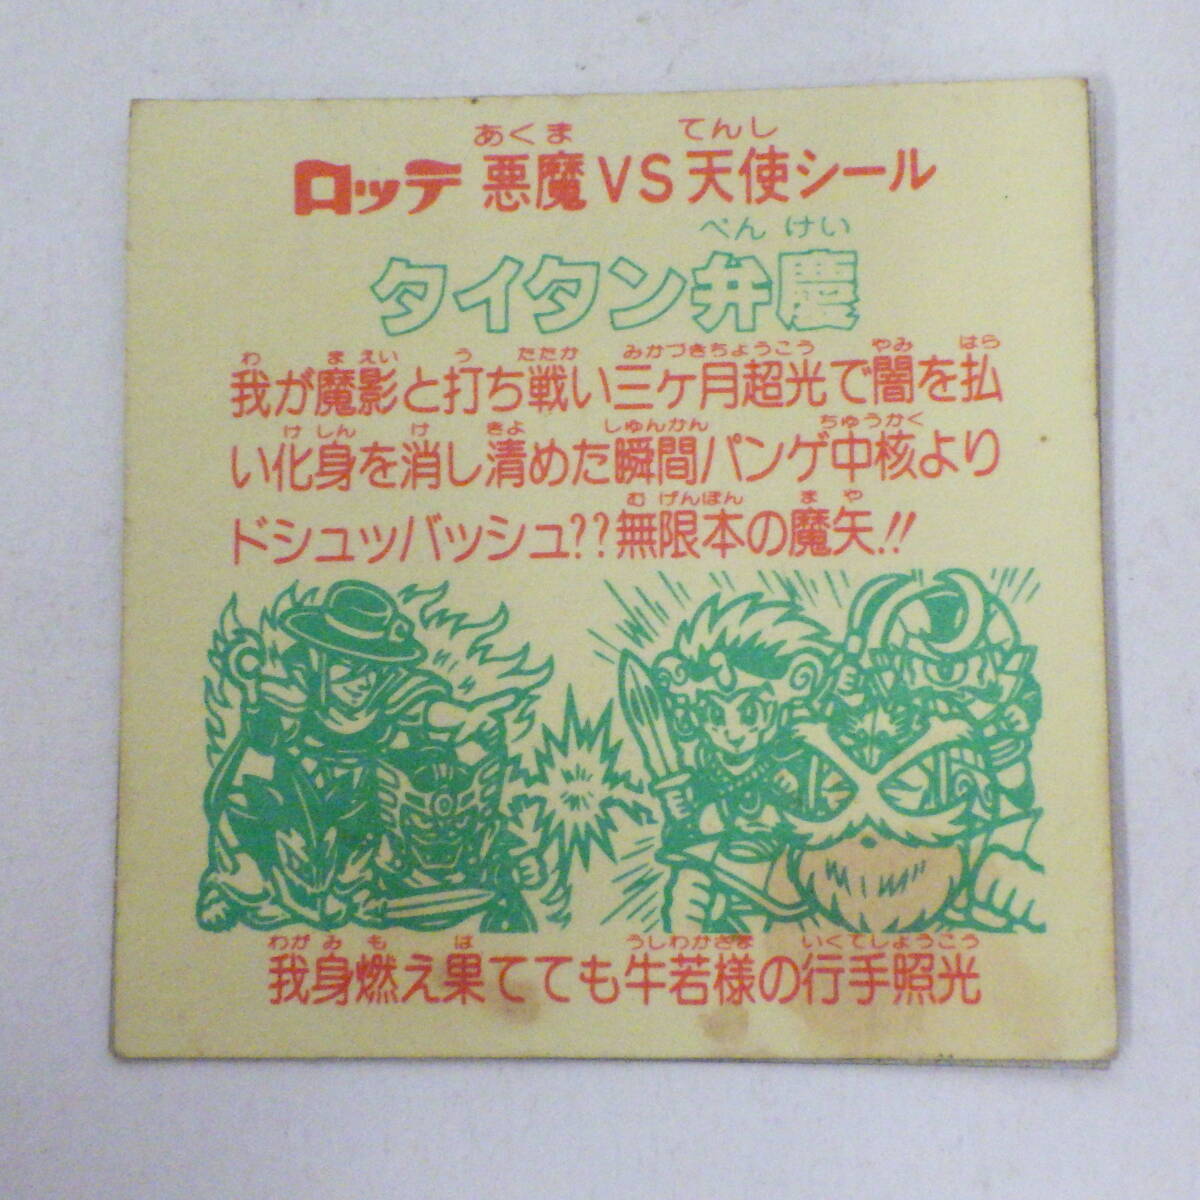 あくま てんし
ロッテ 悪魔VS天使シール
べん けい
タイタン弁慶
わ ま えい う たたか みかづきちょうこう やみ はら
我が魔影と打ち戦い三ヶ月超光で闇を払
け しん け きよ しゅんかん ちゅうかく
い化身を消し清めた瞬間パンゲ中核より
む げんぼん ま や
ドシュッバッシュ??無限本の魔矢!!
わがみ も は うしわかさま いくてしょうこう
我身燃え果てても牛若様の行手照光